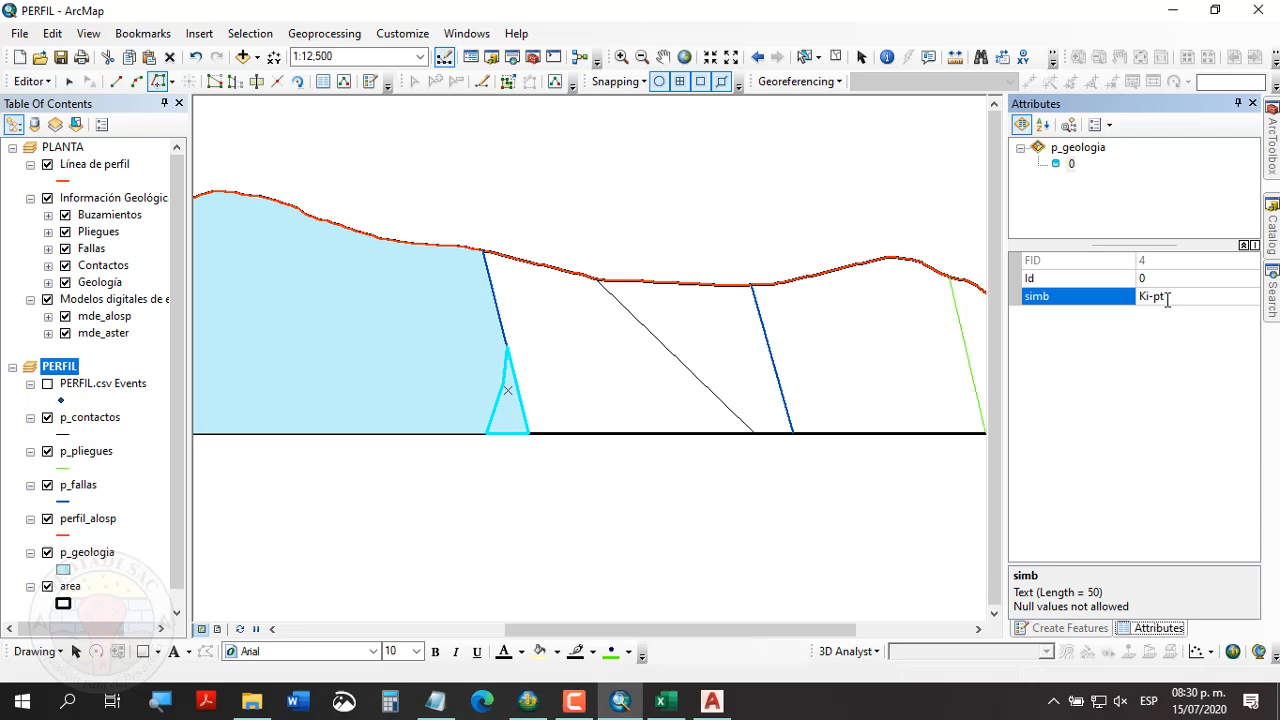 PERFIL - ArcMap
File Edit View Bookmarks Insert Selection Geoprocessing Customize Windows Help
1:12,500
Editor Snapping Georeferencing
Table Of Contents
PLANTA
Línea de perfil
Información Geológic
Buzamientos
Pliegues
Fallas
Contactos
Geología
Modelos digitales de e
mde_alosp
mde_aster
PERFIL
PERFIL.csv Events
p_contactos
p_pliegues
p_fallas
perfil_alosp
p_geologia
area
Attributes
p_geologia
0
FID 4
Id 0
simb Ki-pt
simb
Text (Length = 50)
Null values not allowed
Create Features Attributes
ArcToolbox
Catalog
Search
Drawing A Arial 10 B I U A 3D Analyst
ESP
08:30 p. m.
15/07/2020